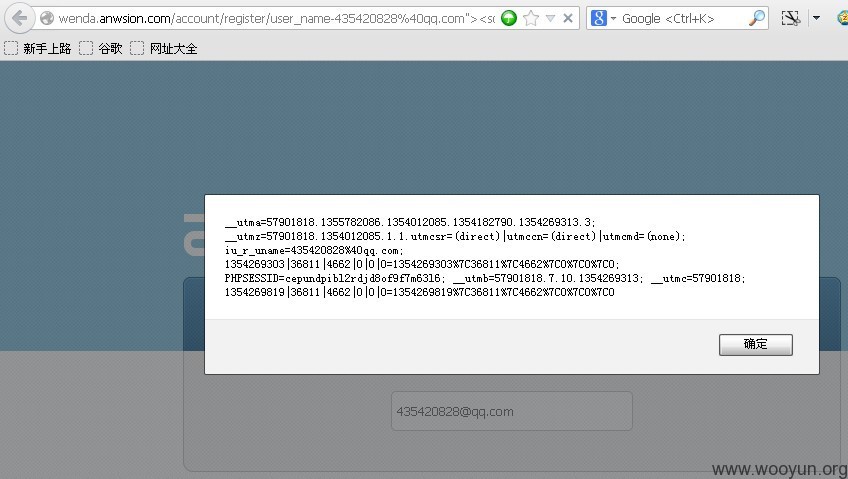 wenda.anwsion.com/account/register/user_name-435420828%40qq.com"><sc
Google <Ctrl+K>
新手上路 谷歌 网址大全
__utma=57901818.1355782086.1354012085.1354182790.1354269313.3;
__utmz=57901818.1354012085.1.1.utmcsr=(direct)|utmccn=(direct)|utmcmd=(none);
iu_r_uname=435420828%40qq.com;
1354269303|36811|4662|0|0|0=1354269303%7C36811%7C4662%7C0%7C0%7C0;
PHPSESSID=cepundpibl2rdjd8of9f7m63l6; __utmb=57901818.7.10.1354269313; __utmc=57901818;
1354269819|36811|4662|0|0|0=1354269819%7C36811%7C4662%7C0%7C0%7C0
确定
435420828@qq.com
www.wooyun.org